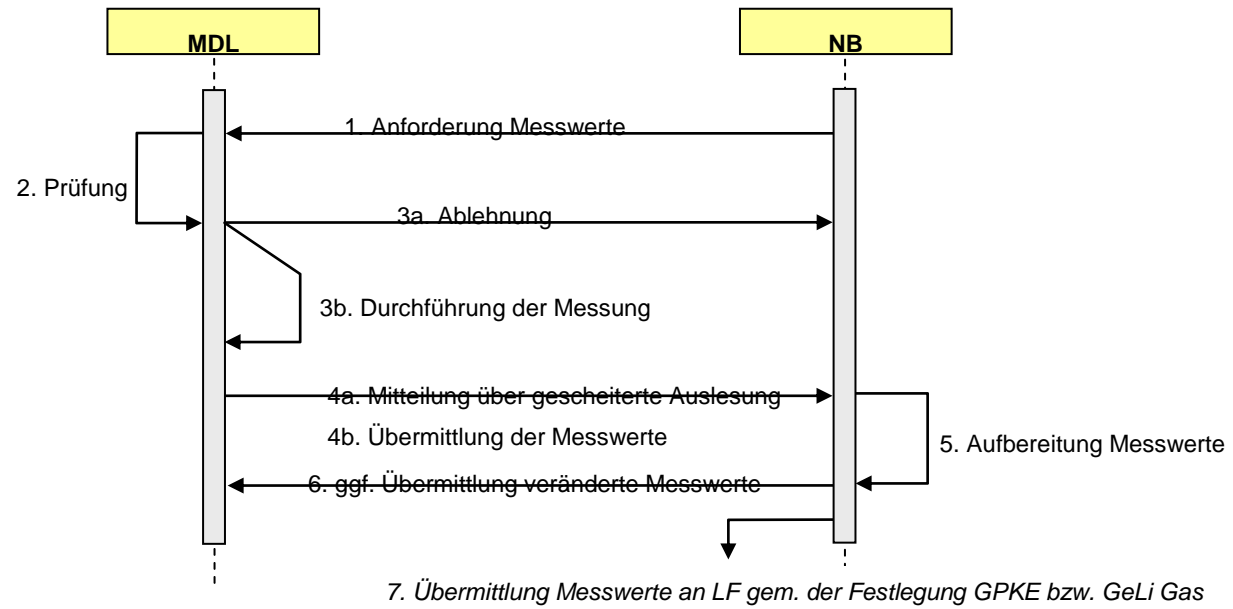 MDL
NB
1. Anforderung Messwerte
2. Prüfung
3a. Ablehnung
3b. Durchführung der Messung
4a. Mitteilung über gescheiterte Auslesung
4b. Übermittlung der Messwerte
5. Aufbereitung Messwerte
6. ggf. Übermittlung veränderte Messwerte
7. Übermittlung Messwerte an LF gem. der Festlegung GPKE bzw. GeLi Gas